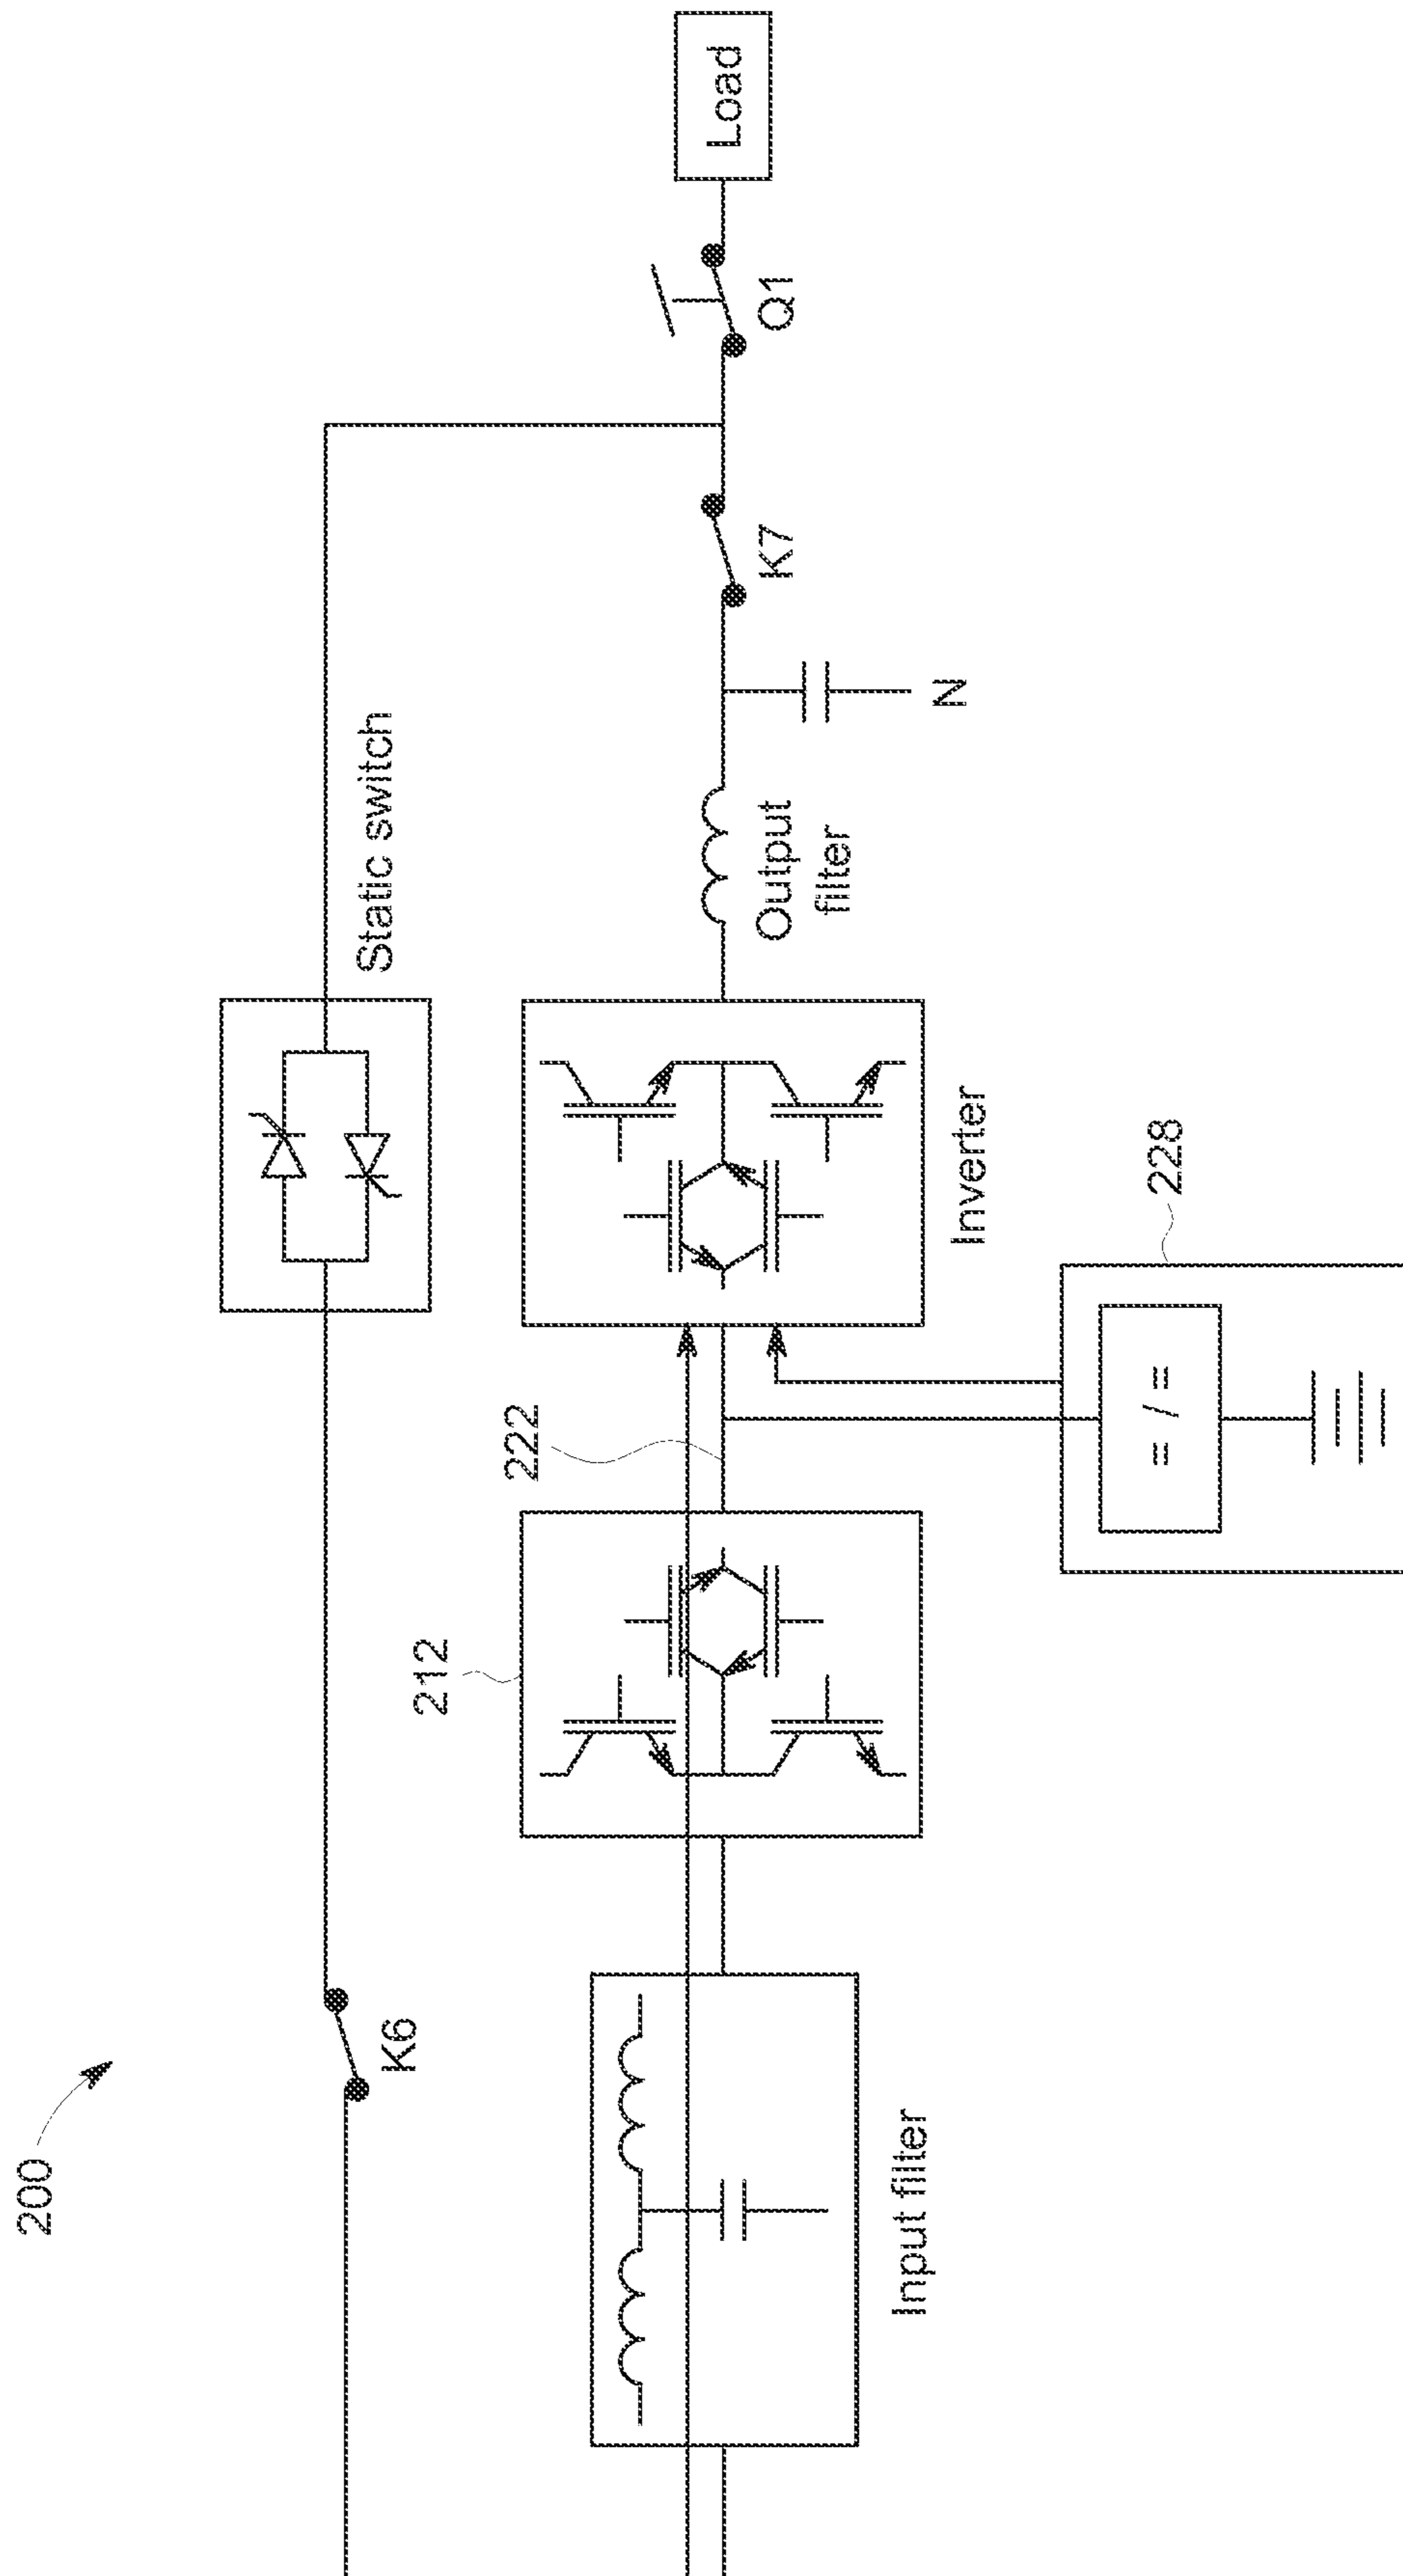 200
K6
Static switch
Input filter
212
222
Inverter
228
= / =
Output
filter
N
K7
Q1
Load